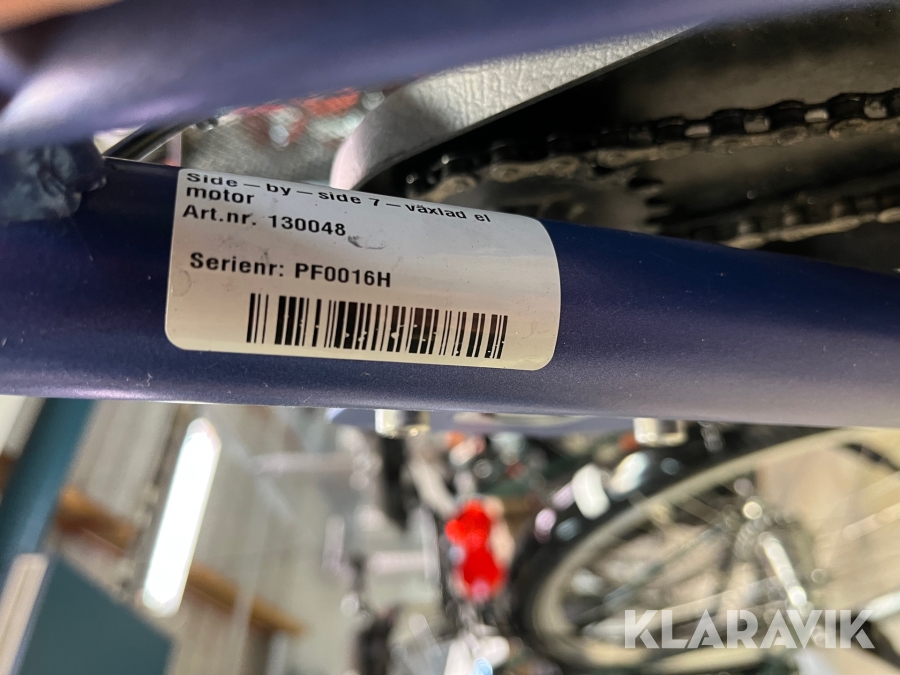 Side – by – side 7 – växlad el
motor
Art.nr. 130048
Serienr: PF0016H
KLARAVIK